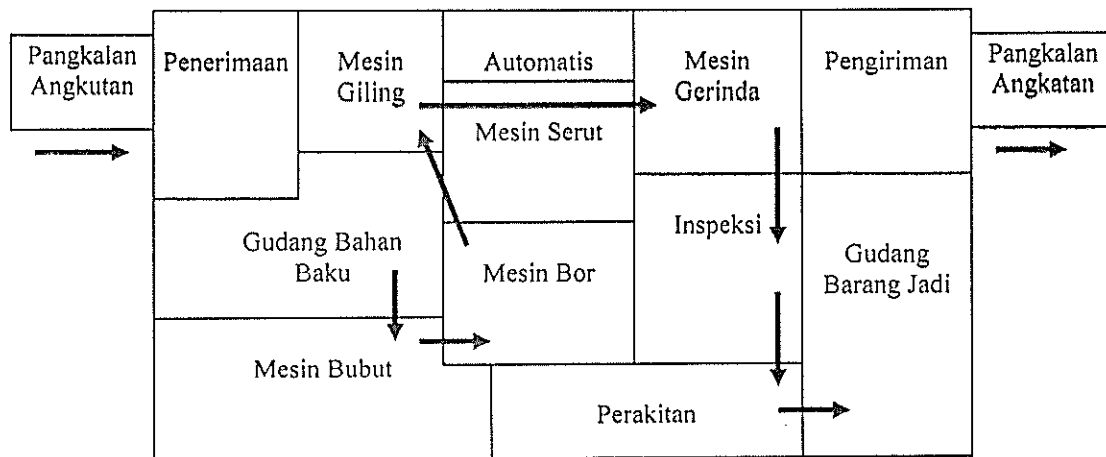 Pangkalan
Angkutan
Penerimaan
Mesin
Giling
Automatis
Mesin
Gerinda
Pengiriman
Pangkalan
Angkatan
Mesin Serut
Gudang Bahan
Baku
Mesin Bor
Inspeksi
Gudang
Barang Jadi
Mesin Bubut
Perakitan